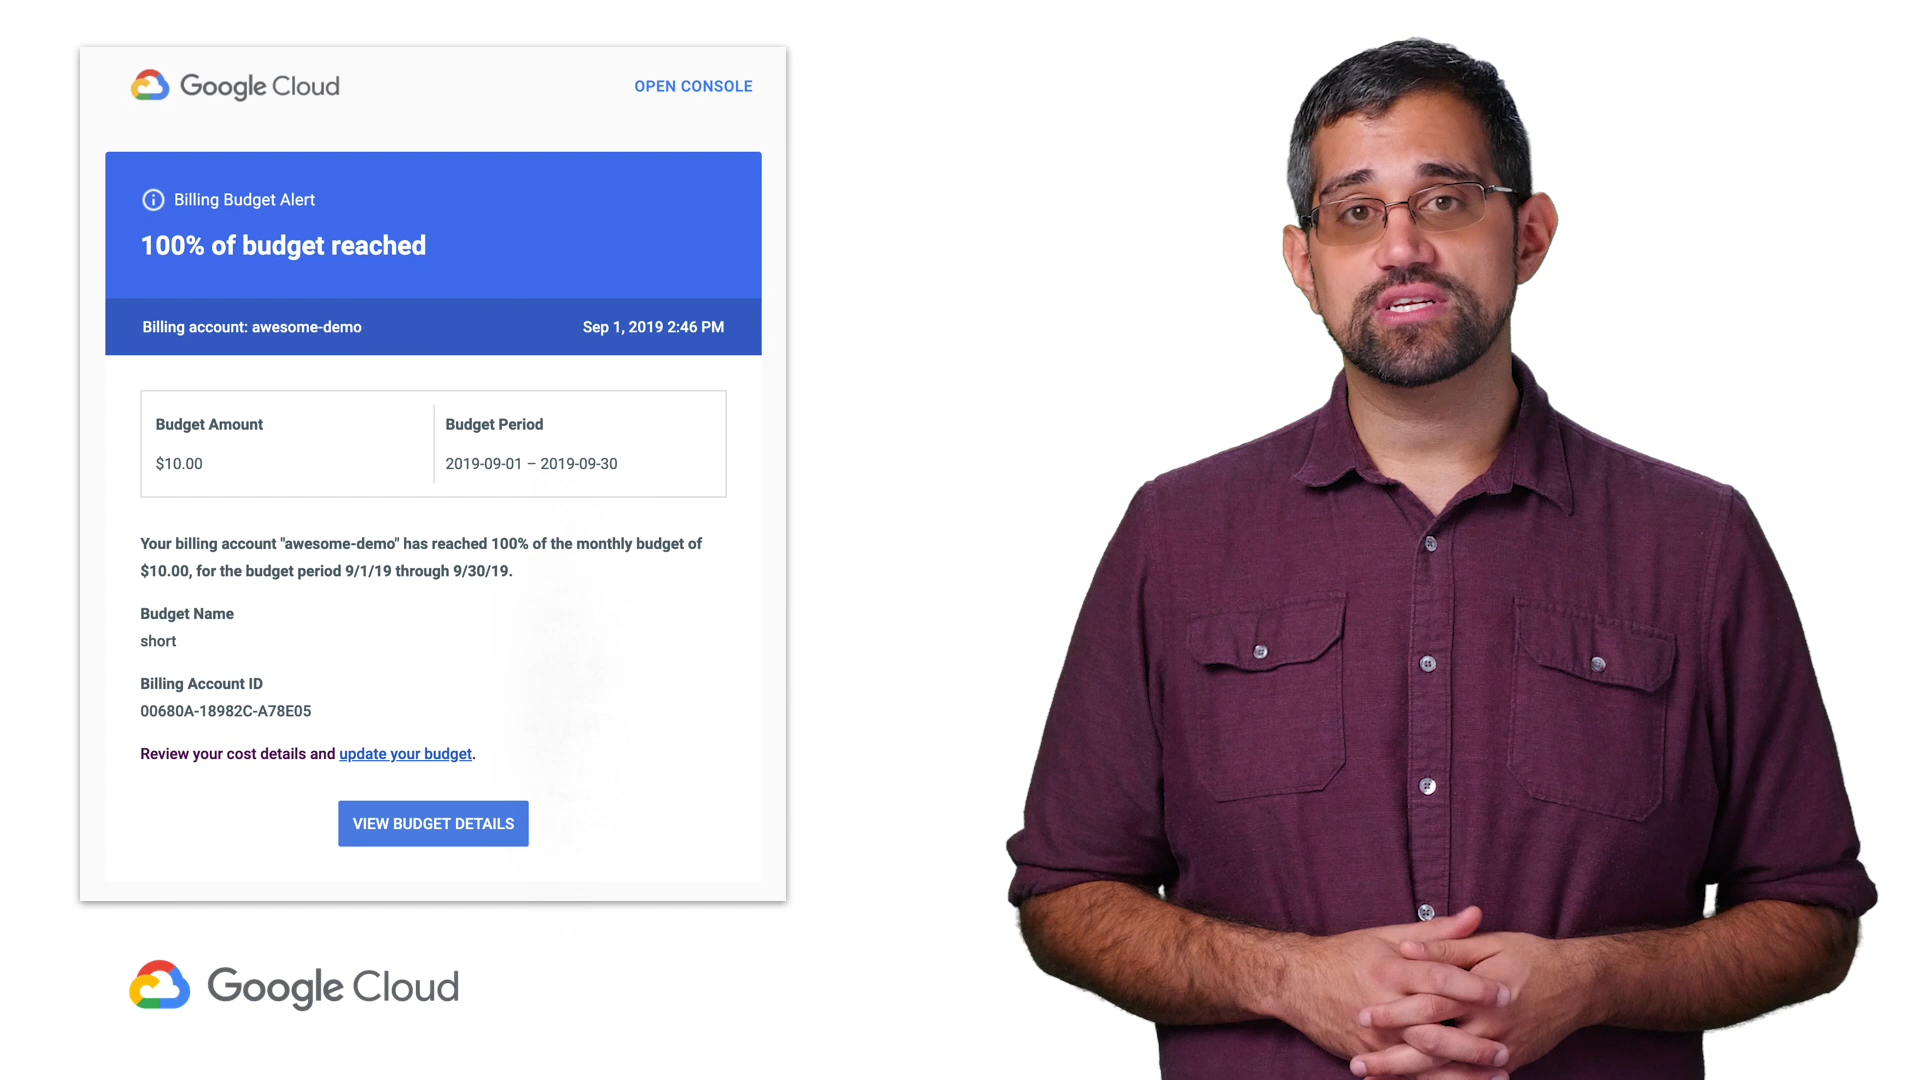 Google Cloud
OPEN CONSOLE
Billing Budget Alert
100% of budget reached
Billing account: awesome-demo
Sep 1, 2019 2:46 PM
Budget Amount
Budget Period
$10.00
2019-09-01 – 2019-09-30
Your billing account "awesome-demo" has reached 100% of the monthly budget of
$10.00, for the budget period 9/1/19 through 9/30/19.
Budget Name
short
Billing Account ID
00680A-18982C-A78E05
Review your cost details and update your budget.
VIEW BUDGET DETAILS
Google Cloud